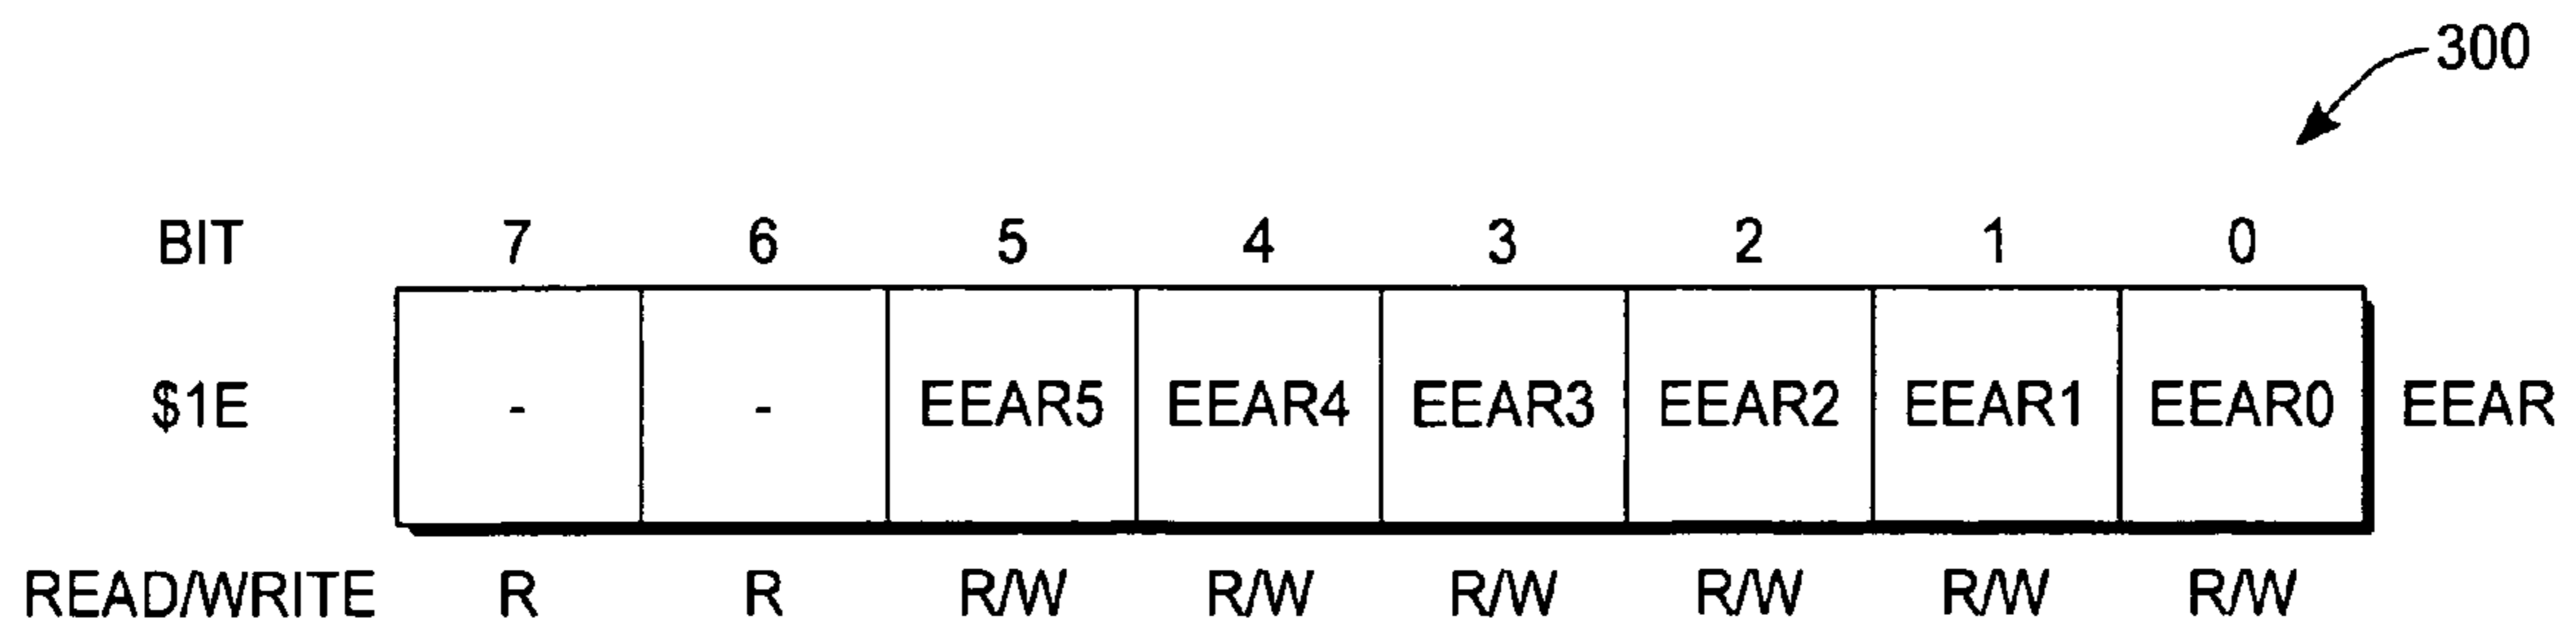 300
BIT 7 6 5 4 3 2 1 0
$1E - - EEAR5 EEAR4 EEAR3 EEAR2 EEAR1 EEAR0 EEAR
READ/WRITE R R R/W R/W R/W R/W R/W R/W